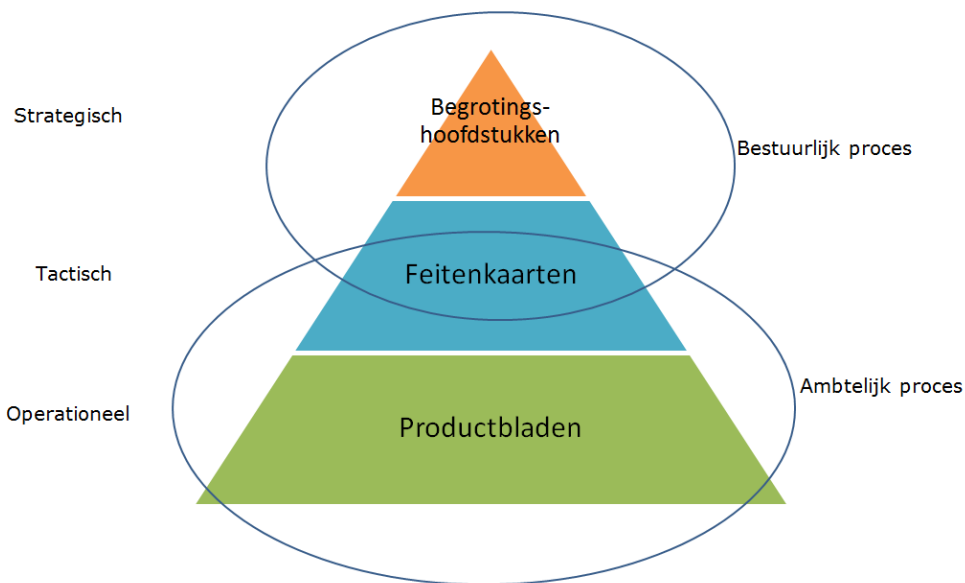 Begrotings-
hoofdstukken
Strategisch
Bestuurlijk proces
Tactisch
Feitenkaarten
Ambtelijk proces
Operationeel
Productbladen